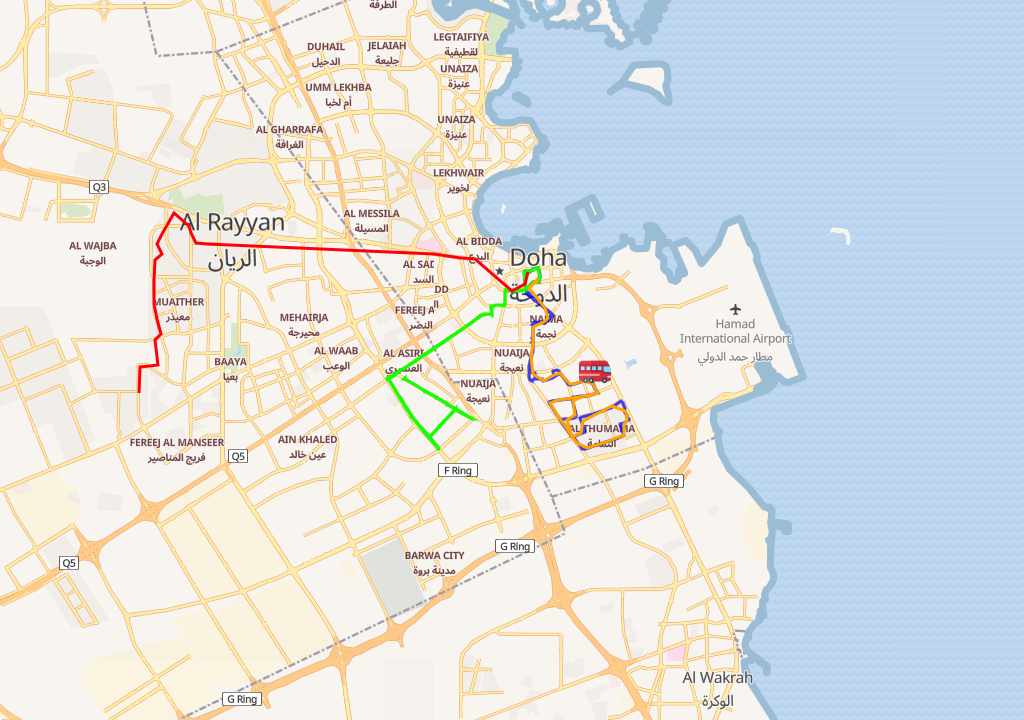 الطرفة
LEGTAIFIYA
لقطيفية
DUHAIL
الدحيل
JELAIAH
جليعة
UNAIZA
عنيزة
UMM LEKHBA
أم لخبا
UNAIZA
عنيزة
AL GHARRAFA
الغرافة
LEKHWAIR
لخوير
Q3
AL MESSILA
المسيلة
Al Rayyan
الريان
AL WAJBA
الوجبة
AL BIDDA
البدع
Doha
الدوحة
AL SAD
السد
DD
ال
MUAITHER
معيذر
MEHAIRJA
محيرجة
FEREEJ A
النصر
NAJMA
نجمة
Hamad
International Airport
مطار حمد الدولي
AL WAAB
الوعب
AL ASIRI
العسيري
NUAIJA
نعيجة
BAAYA
بعيا
NUAIJA
نعيجة
AL THUMAMA
الثمامة
FEREEJ AL MANSEER
فريج المناصير
AIN KHALED
عين خالد
Q5
F Ring
G Ring
G Ring
BARWA CITY
مدينة بروة
Q5
Al Wakrah
الوكرة
G Ring